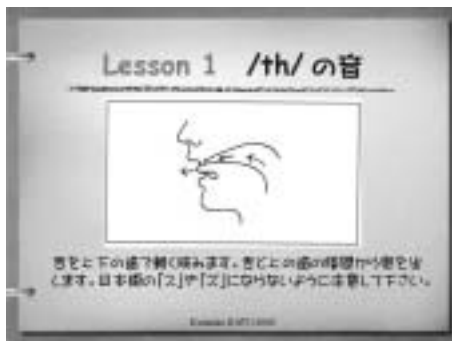 Lesson 1 /th/ の音
舌を上下の歯で軽く噛みます。舌と上の歯の隙間から息を出
します。日本語の「ス」や「ズ」にならないように注意して下さい。